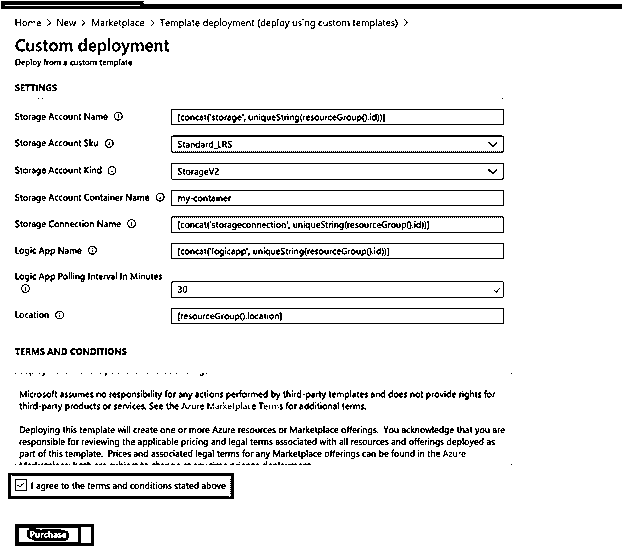 Home > New > Marketplace > Template deployment (deploy using custom templates) >
Custom deployment
Deploy from a custom template
SETTINGS
Storage Account Name
[concat('storage', uniqueString(resourceGroup().id))]
Storage Account Sku
Standard_LRS
Storage Account Kind
StorageV2
Storage Account Container Name
my-container
Storage Connection Name
[concat('storageconnection', uniqueString(resourceGroup().id))]
Logic App Name
[concat('logicapp', uniqueString(resourceGroup().id))]
Logic App Polling Interval In Minutes
30
Location
[resourceGroup().location]
TERMS AND CONDITIONS
Microsoft assumes no responsibility for any actions performed by third-party templates and does not provide rights for
third-party products or services. See the Azure Marketplace Terms for additional terms.
Deploying this template will create one or more Azure resources or Marketplace offerings. You acknowledge that you are
responsible for reviewing the applicable pricing and legal terms associated with all resources and offerings deployed as
part of this template. Prices and associated legal terms for any Marketplace offerings can be found in the Azure
I agree to the terms and conditions stated above
Purchase